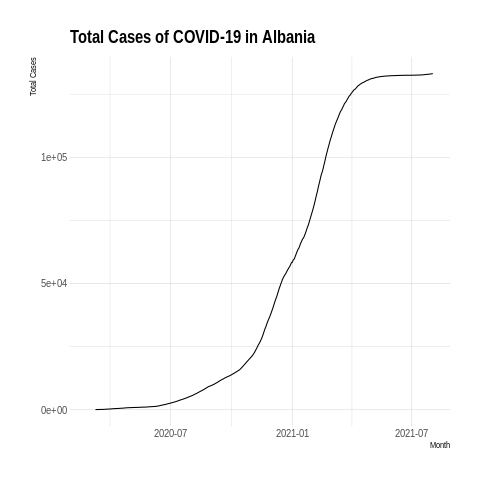 Total Cases of COVID-19 in Albania
Total Cases
1e+05
5e+04
0e+00
2020-07
2021-01
2021-07
Month